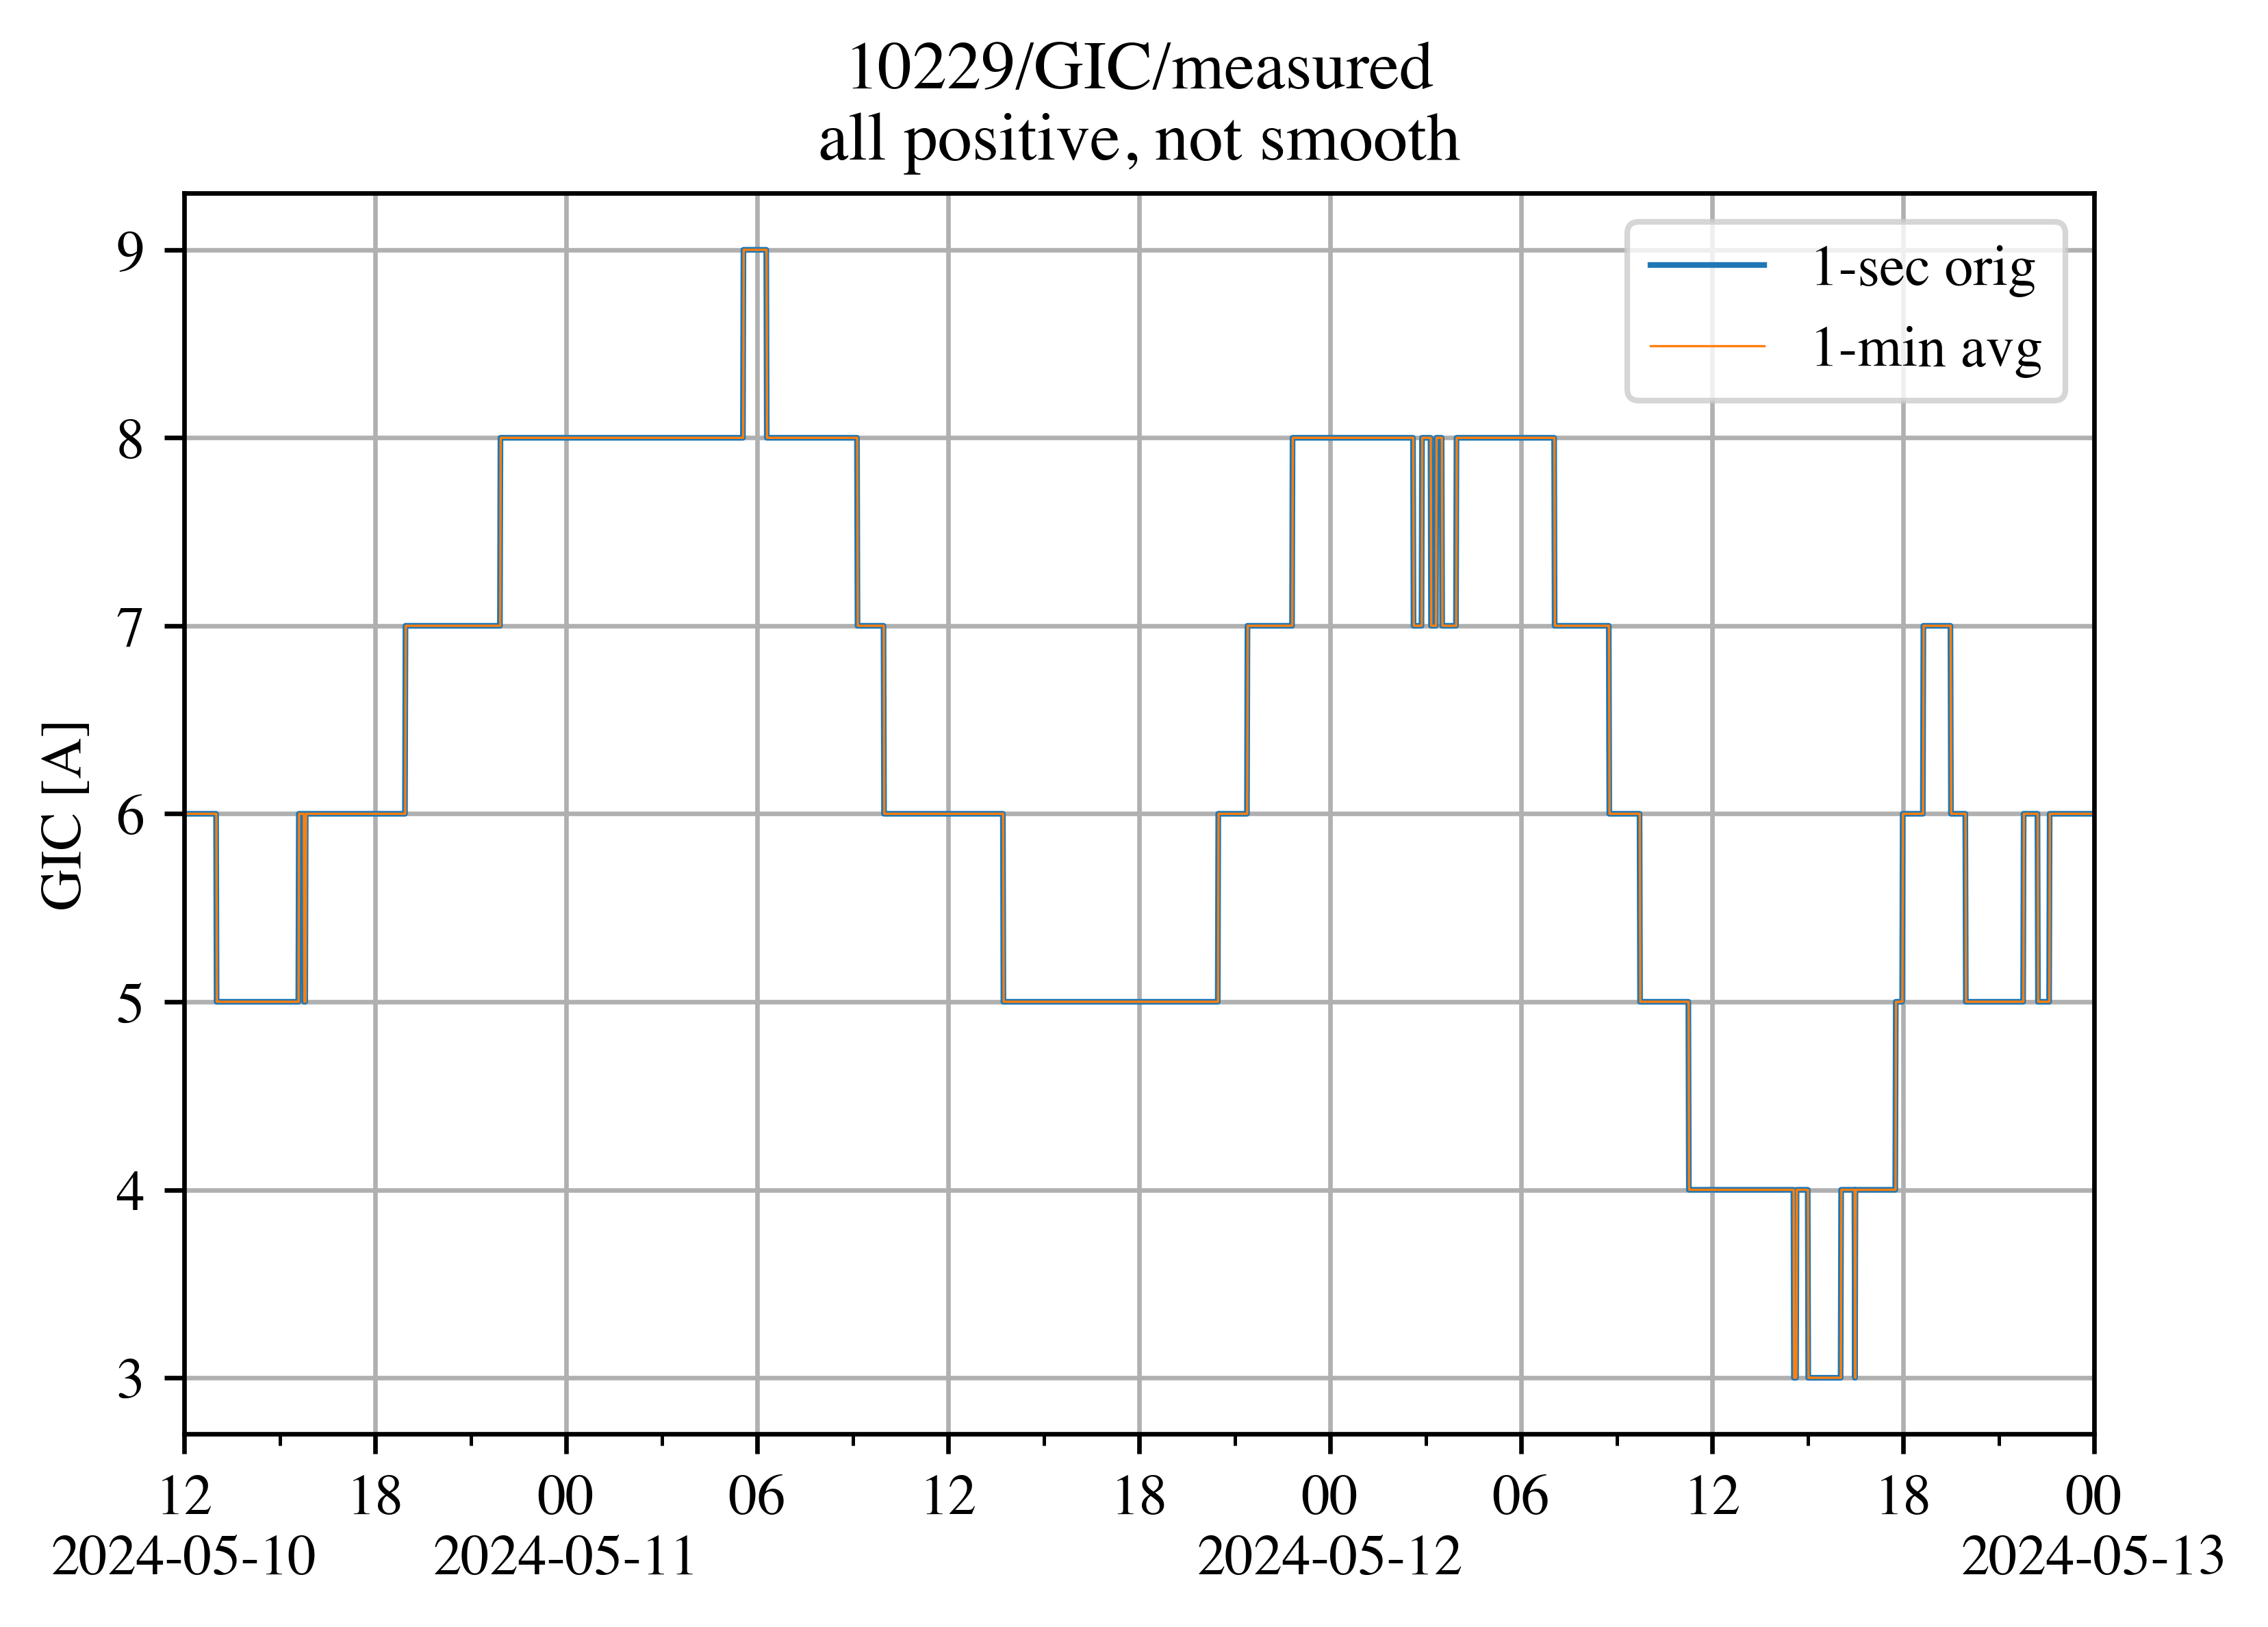 10229/GIC/measured
all positive, not smooth
1-sec orig
1-min avg
GIC [A]
9
8
7
6
5
4
3
12 18 00 06 12 18 00 06 12 18 00
2024-05-10 2024-05-11 2024-05-12 2024-05-13